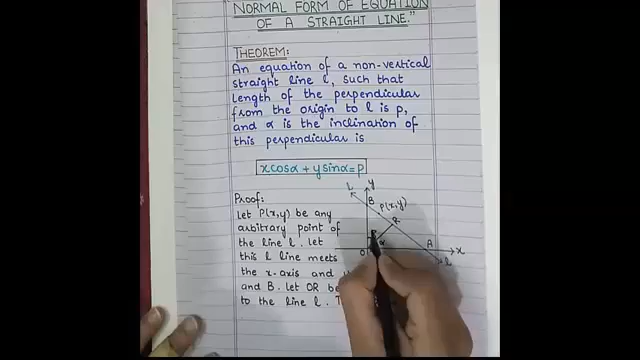 "NORMAL FORM OF EQUATION
OF A STRAIGHT LINE."
THEOREM:
An equation of a non-vertical
straight line l, such that
length of the perpendicular
from the origin to l is p,
and α is the inclination of
this perpendicular is
x cosα + y sinα = p
Proof:
Let P(x,y) be any
arbitrary point of
the line l. Let
this l line meets
the x-axis and
and B. Let OR be
to the line l.
l
y
B
P(x,y)
R
α
O
A
x
l